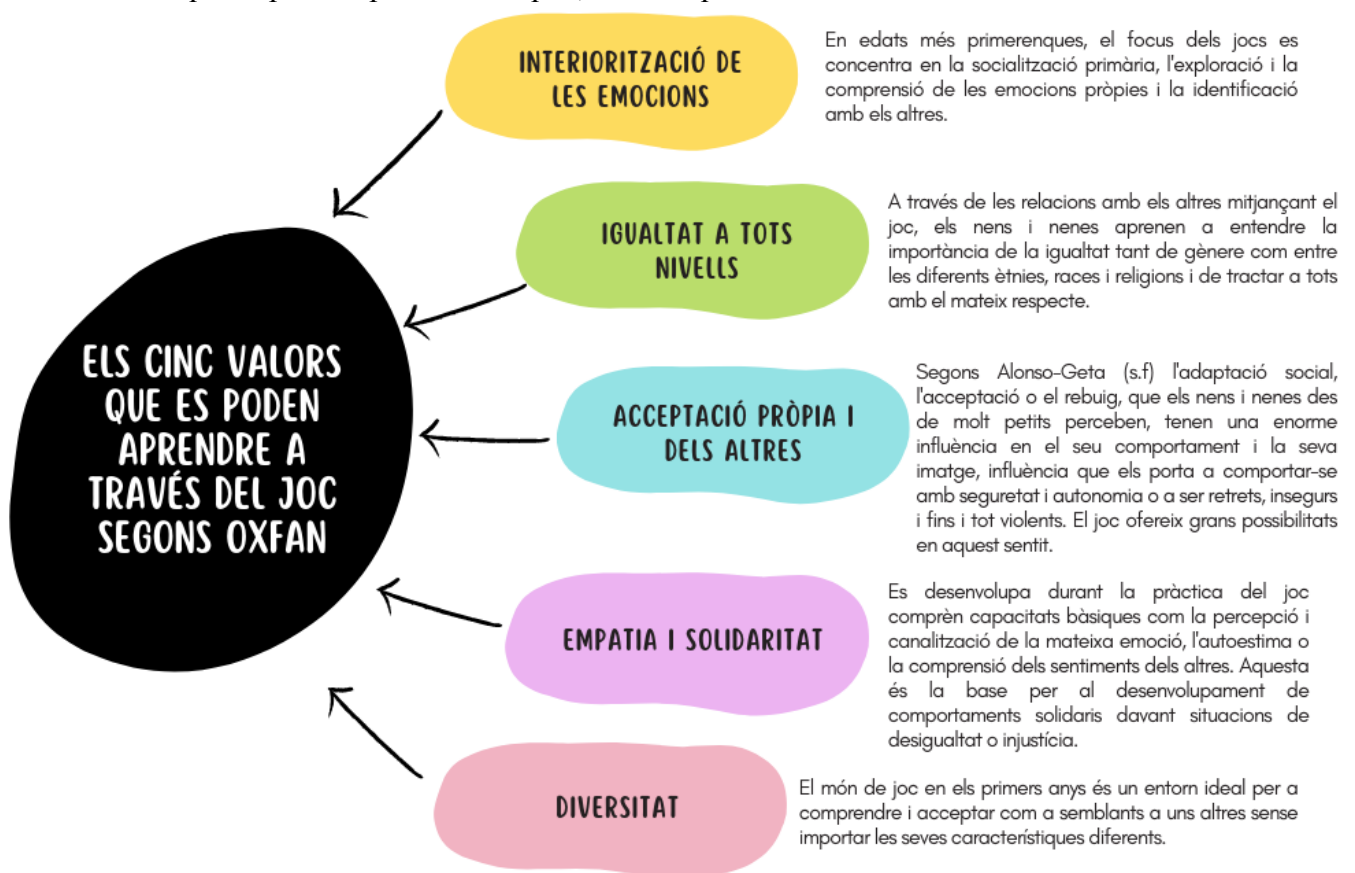 INTERIORITZACIÓ DE
LES EMOCIONS
En edats més primerenques, el focus dels jocs es
concentra en la socialització primària, l'exploració i la
comprensió de les emocions pròpies i la identificació
amb els altres.
IGUALTAT A TOTS
NIVELLS
A través de les relacions amb els altres mitjançant el
joc, els nens i nenes aprenen a entendre la
importància de la igualtat tant de gènere com entre
les diferents ètnies, races i religions i de tractar a tots
amb el mateix respecte.
ELS CINC VALORS
QUE ES PODEN
APRENDRE A
TRAVÉS DEL JOC
SEGONS OXFAN
ACCEPTACIÓ PRÒPIA I
DELS ALTRES
Segons Alonso-Geta (s.f) l'adaptació social,
l'acceptació o el rebuig, que els nens i nenes des
de molt petits perceben, tenen una enorme
influència en el seu comportament i la seva
imatge, influència que els porta a comportar-se
amb seguretat i autonomia o a ser retrets, insegurs
i fins i tot violents. El joc ofereix grans possibilitats
en aquest sentit.
EMPATIA I SOLIDARITAT
Es desenvolupa durant la pràctica del joc
comprèn capacitats bàsiques com la percepció i
canalització de la mateixa emoció, l'autoestima o
la comprensió dels sentiments dels altres. Aquesta
és la base per al desenvolupament de
comportaments solidaris davant situacions de
desigualtat o injustícia.
DIVERSITAT
El món de joc en els primers anys és un entorn ideal per a
comprendre i acceptar com a semblants a uns altres sense
importar les seves característiques diferents.